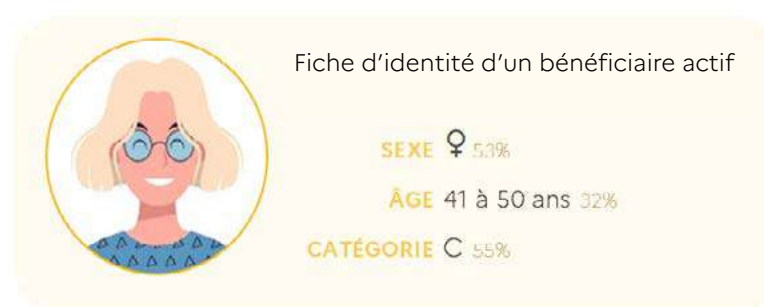 Fiche d'identité d'un bénéficiaire actif
SEXE ♀ 53%
ÂGE 41 à 50 ans 32%
CATÉGORIE C 55%